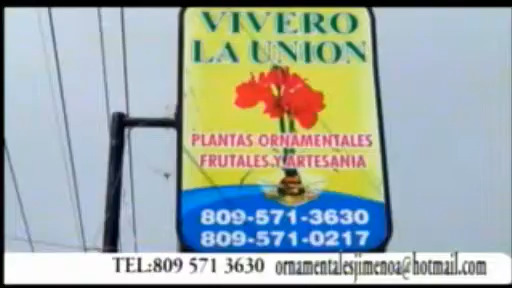 VIVERO
LA UNION
PLANTAS ORNAMENTALES
FRUTALES Y ARTESANIA
809-571-3630
809-571-0217
TEL:809 571 3630 ornamentalesjimenoa@hotmail.com